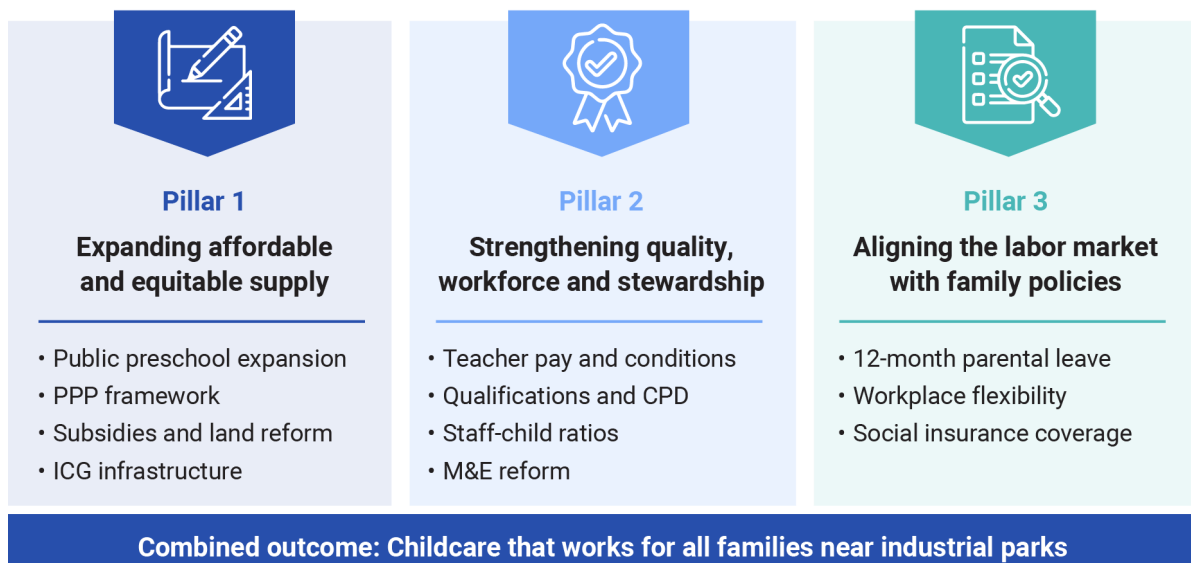 Pillar 1
Expanding affordable
and equitable supply
• Public preschool expansion
• PPP framework
• Subsidies and land reform
• ICG infrastructure
Pillar 2
Strengthening quality,
workforce and stewardship
• Teacher pay and conditions
• Qualifications and CPD
• Staff-child ratios
• M&E reform
Pillar 3
Aligning the labor market
with family policies
• 12-month parental leave
• Workplace flexibility
• Social insurance coverage
Combined outcome: Childcare that works for all families near industrial parks